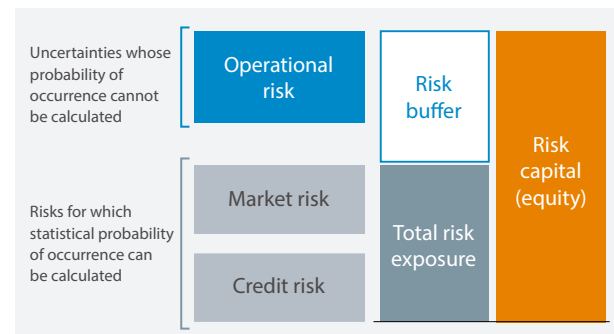 Uncertainties whose
probability of
occurrence cannot
be calculated
Operational
risk
Risk
buffer
Risk
capital
(equity)
Risks for which
statistical probability
of occurrence can
be calculated
Market risk
Credit risk
Total risk
exposure